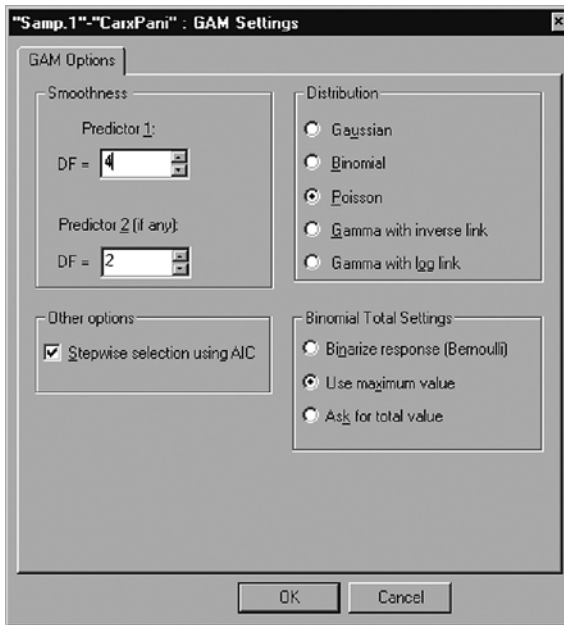 "Samp.1"-"CarxPani" : GAM Settings
GAM Options
Smoothness
Predictor 1:
DF = 4
Predictor 2 (if any):
DF = 2
Distribution
Gaussian
Binomial
Poisson
Gamma with inverse link
Gamma with log link
Other options
Stepwise selection using AIC
Binomial Total Settings
Binarize response (Bernoulli)
Use maximum value
Ask for total value
OK
Cancel